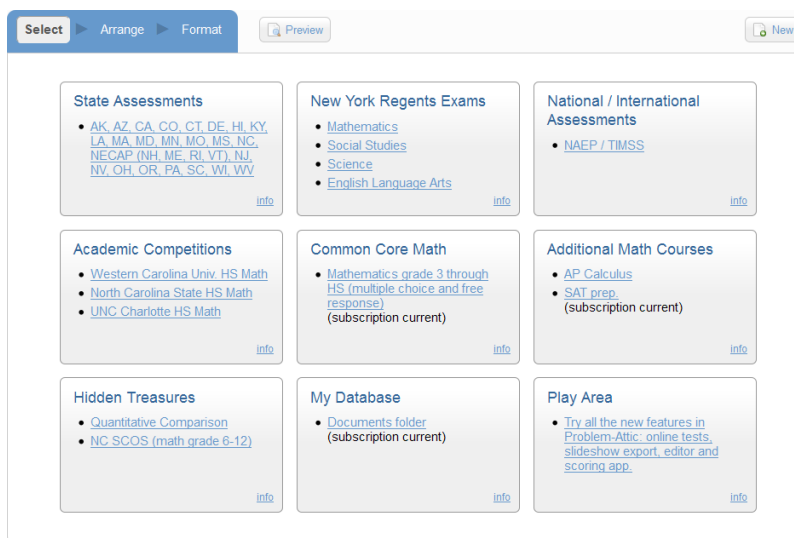 Select Arrange Format Preview New
State Assessments
AK, AZ, CA, CO, CT, DE, HI, KY,
LA, MA, MD, MN, MO, MS, NC,
NECAP (NH, ME, RI, VT), NJ,
NV, OH, OR, PA, SC, WI, WV
info
New York Regents Exams
Mathematics
Social Studies
Science
English Language Arts
info
National / International
Assessments
NAEP / TIMSS
info
Academic Competitions
Western Carolina Univ. HS Math
North Carolina State HS Math
UNC Charlotte HS Math
info
Common Core Math
Mathematics grade 3 through
HS (multiple choice and free
response)
(subscription current)
info
Additional Math Courses
AP Calculus
SAT prep.
(subscription current)
info
Hidden Treasures
Quantitative Comparison
NC SCOS (math grade 6-12)
info
My Database
Documents folder
(subscription current)
info
Play Area
Try all the new features in
Problem-Attic: online tests,
slideshow export, editor and
scoring app.
info